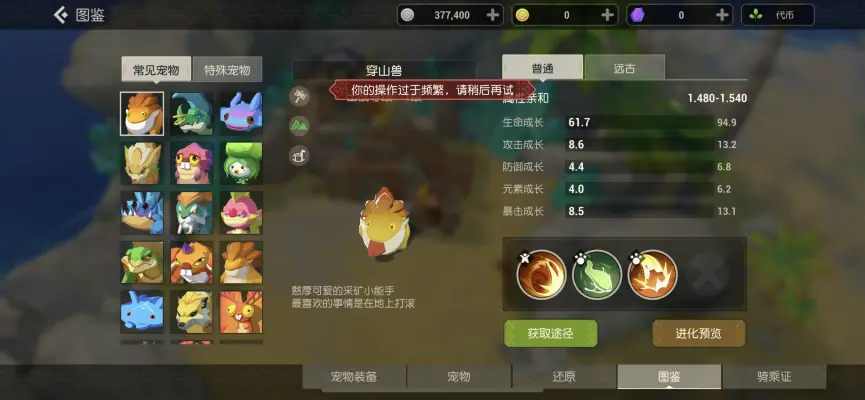 图鉴
377,400
0
0
代币
常见宠物
特殊宠物
穿山兽
你的操作过于频繁，请稍后再试
普通
远古
属性亲和 1.480-1.540
生命成长 61.7 94.9
攻击成长 8.6 13.2
防御成长 4.4 6.8
元素成长 4.0 6.2
暴击成长 8.5 13.1
憨厚可爱的采矿小能手
最喜欢的事情是在地上打滚
获取途径
进化预览
宠物装备
宠物
还原
图鉴
骑乘证